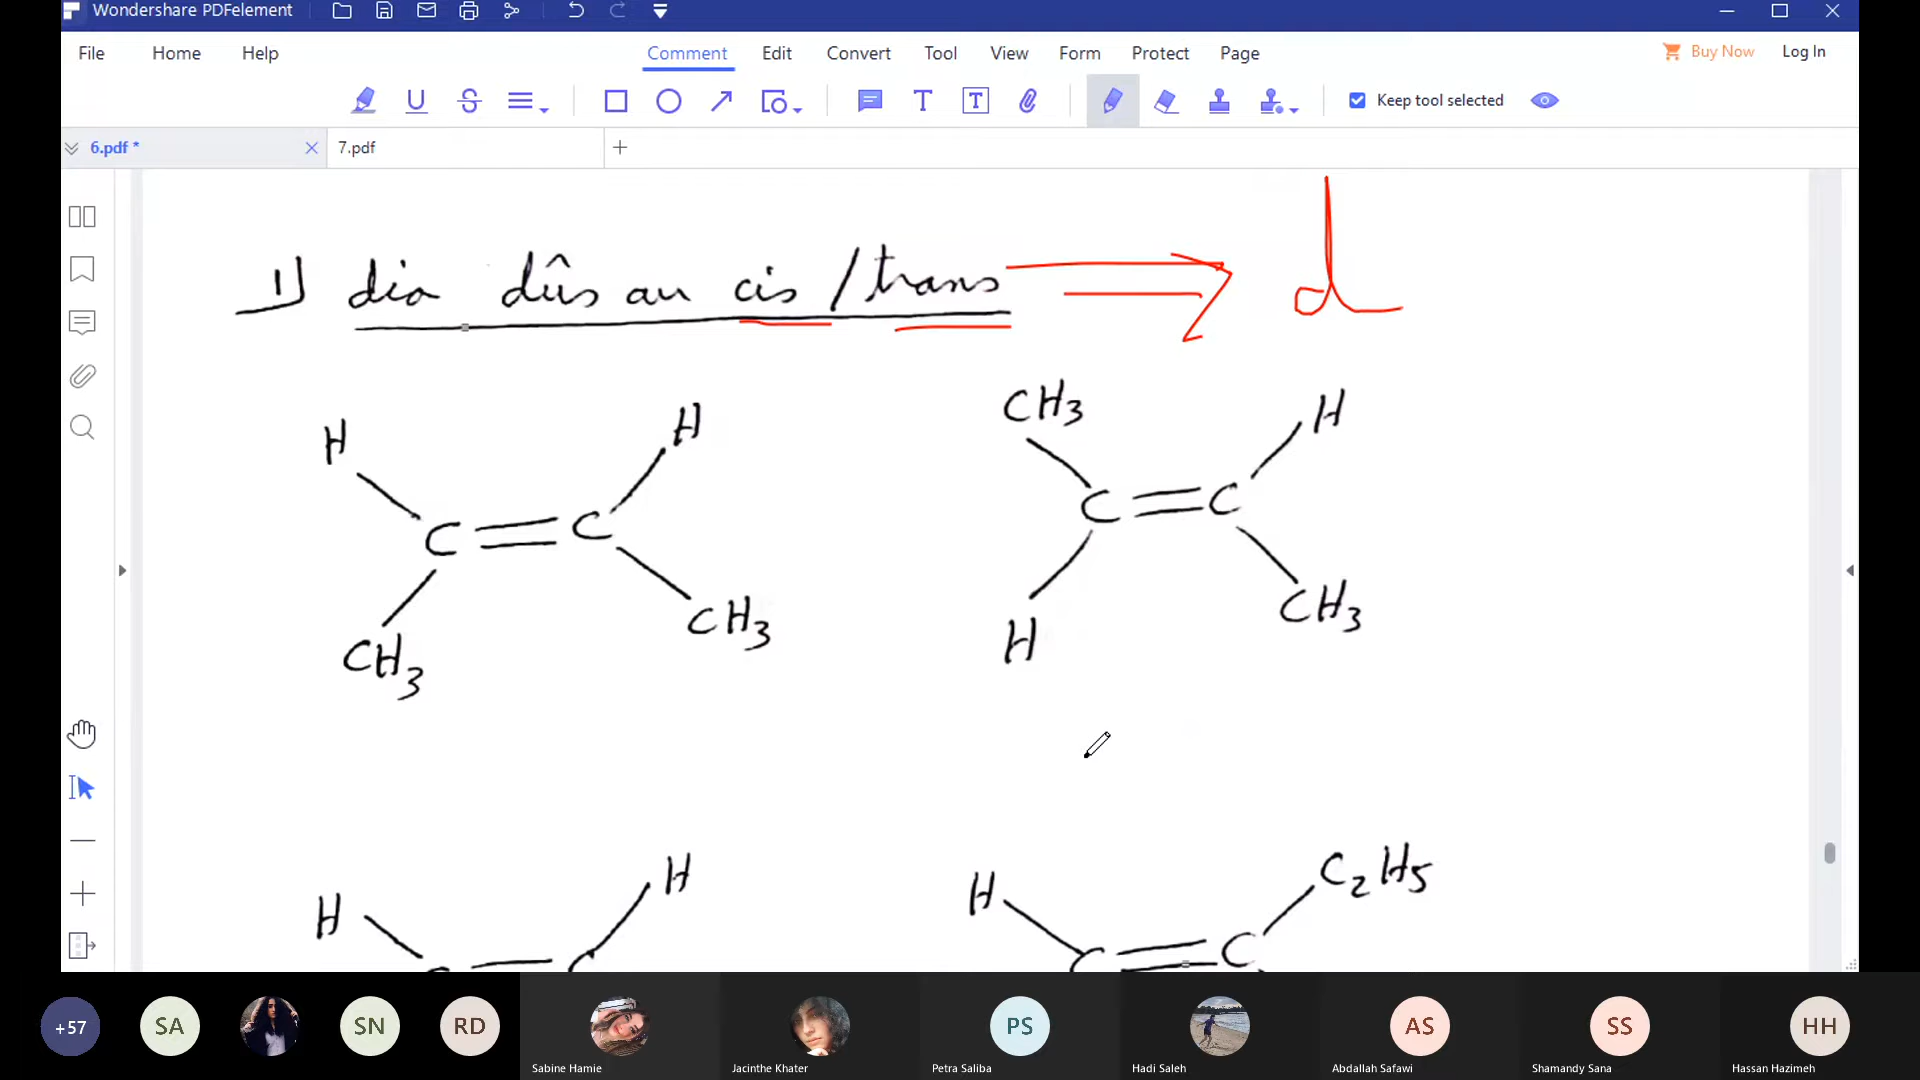 Wondershare PDFelement
File Home Help Comment Edit Convert Tool View Form Protect Page Buy Now Log In
Keep tool selected
6.pdf * 7.pdf
1) dia dûs au cis / trans d
H H CH3 H
C C C C
CH3 CH3 H CH3
H H H C2H5
C C C C
+57 SA SN RD PS AS SS HH
Sabine Hamie Jacinthe Khater Petra Saliba Hadi Saleh Abdallah Safawi Shamandy Sana Hassan Hazimeh